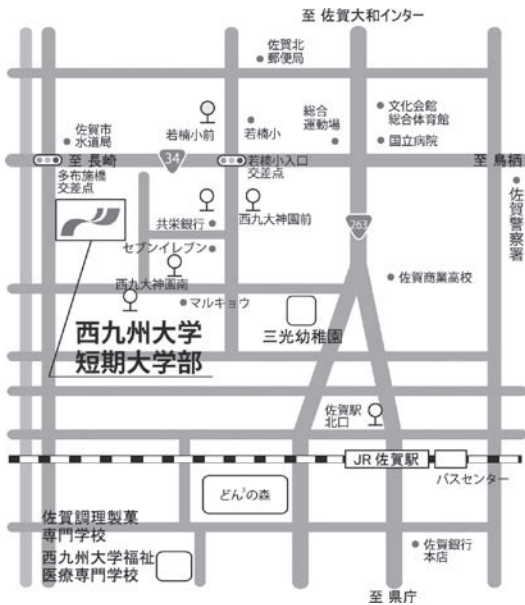 至 佐賀大和インター
佐賀北
郵便局
佐賀市
水道局
若楠小前
若楠小
総合
運動場
文化会館
総合体育館
国立病院
至 長崎
34
若楠小入口
交差点
至 鳥栖
多布施橋
交差点
佐賀警察署
共栄銀行
西九大神園前
263
セブンイレブン
西九大神園南
マルキョウ
佐賀商業高校
三光幼稚園
西九州大学
短期大学部
佐賀駅
北口
JR 佐賀駅
バスセンター
どん3の森
佐賀調理製菓
専門学校
西九州大学福祉
医療専門学校
佐賀銀行
本店
至 県庁